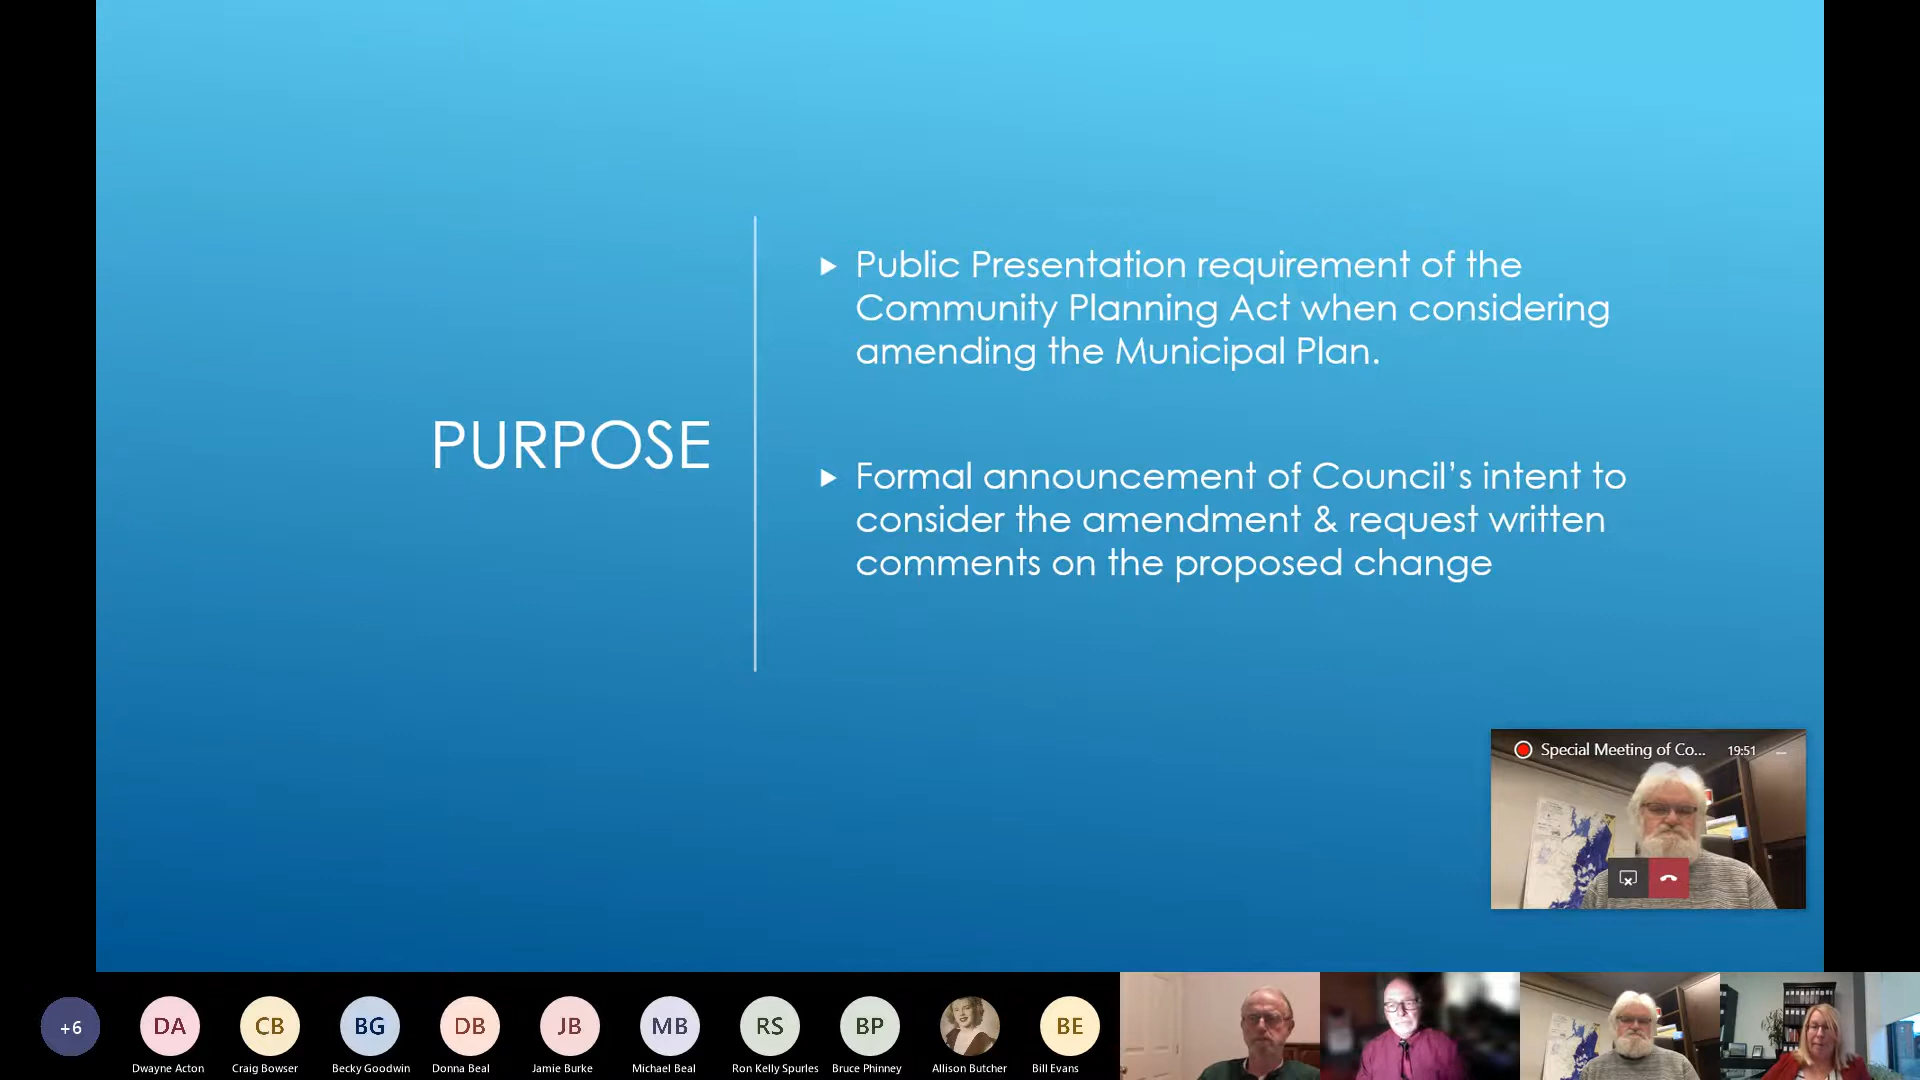 PURPOSE
Public Presentation requirement of the
Community Planning Act when considering
amending the Municipal Plan.
Formal announcement of Council's intent to
consider the amendment & request written
comments on the proposed change
Special Meeting of Co... 19:51
+6
DA
CB
BG
DB
JB
MB
RS
BP
BE
Dwayne Acton
Craig Bowser
Becky Goodwin
Donna Beal
Jamie Burke
Michael Beal
Ron Kelly Spurles
Bruce Phinney
Allison Butcher
Bill Evans